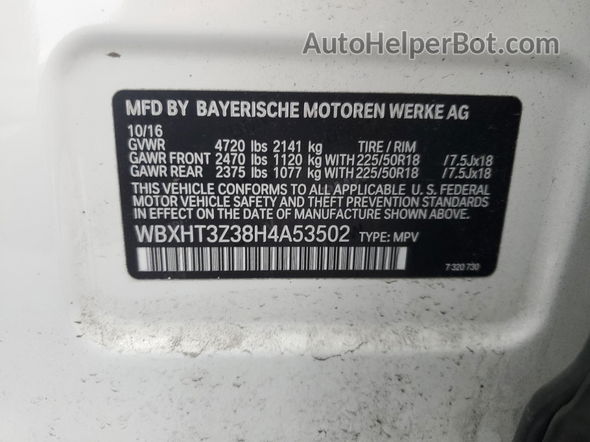 AutoHelperBot.com
MFD BY BAYERISCHE MOTOREN WERKE AG
10/16
GVWR 4720 lbs 2141 kg TIRE / RIM
GAWR FRONT 2470 lbs 1120 kg WITH 225/50R18 /7.5Jx18
GAWR REAR 2375 lbs 1077 kg WITH 225/50R18 /7.5Jx18
THIS VEHICLE CONFORMS TO ALL APPLICABLE U. S. FEDERAL
MOTOR VEHICLE SAFETY AND THEFT PREVENTION STANDARDS
IN EFFECT ON THE DATE OF MANUFACTURE SHOWN ABOVE.
WBXHT3Z38H4A53502 TYPE: MPV
7 320 730